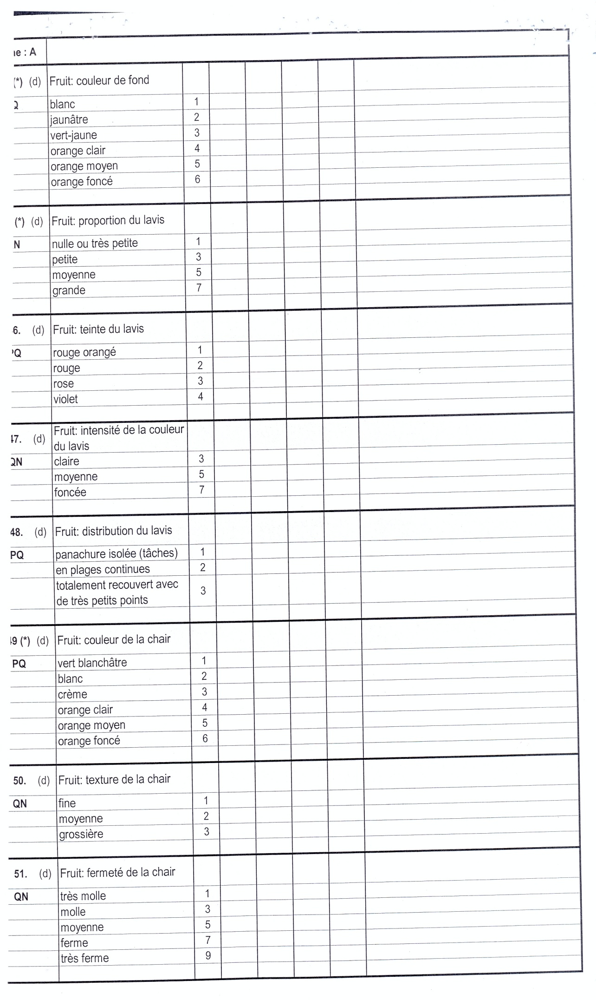 : A
(*) (d) Fruit: couleur de fond
blanc 1
jaunâtre 2
vert-jaune 3
orange clair 4
orange moyen 5
orange foncé 6
(*) (d) Fruit: proportion du lavis
N nulle ou très petite 1
petite 3
moyenne 5
grande 7
6. (d) Fruit: teinte du lavis
PQ rouge orangé 1
rouge 2
rose 3
violet 4
Fruit: intensité de la couleur
47. (d) du lavis
QN claire 3
moyenne 5
foncée 7
48. (d) Fruit: distribution du lavis
PQ panachure isolée (tâches) 1
en plages continues 2
totalement recouvert avec
de très petits points 3
49 (*) (d) Fruit: couleur de la chair
PQ vert blanchâtre 1
blanc 2
crème 3
orange clair 4
orange moyen 5
orange foncé 6
50. (d) Fruit: texture de la chair
QN fine 1
moyenne 2
grossière 3
51. (d) Fruit: fermeté de la chair
QN très molle 1
molle 3
moyenne 5
ferme 7
très ferme 9